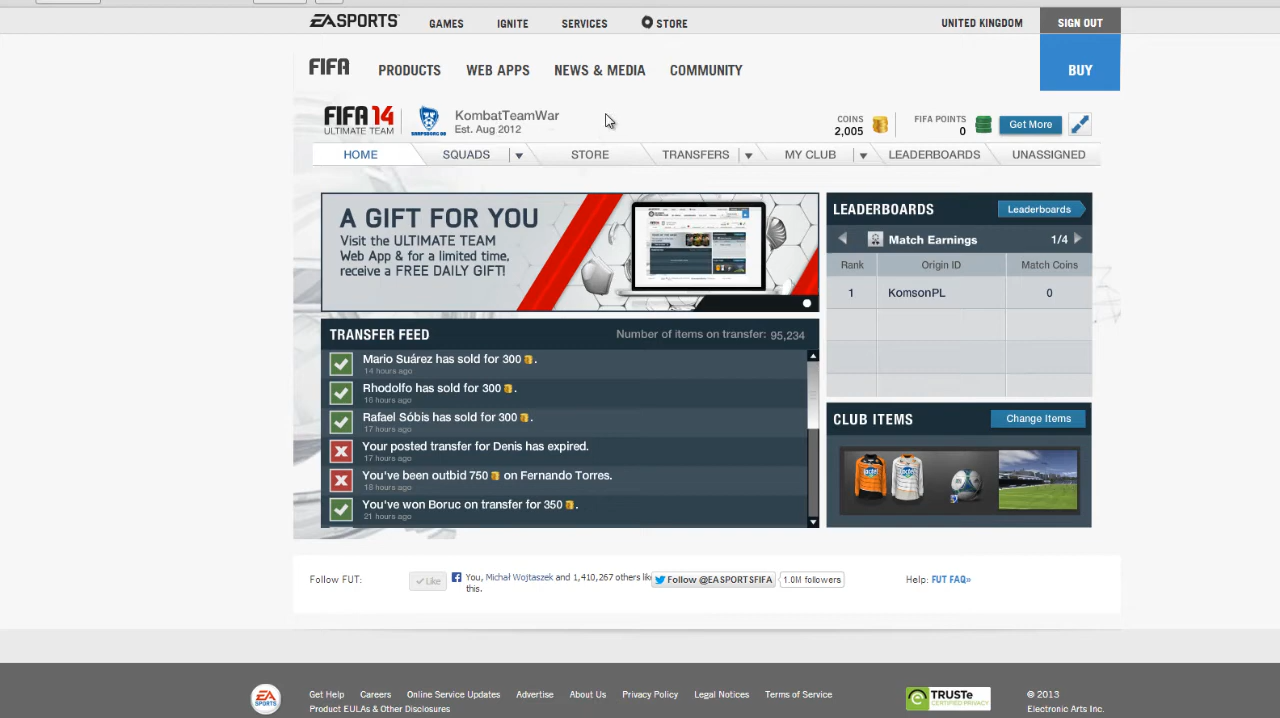 EA SPORTS GAMES IGNITE SERVICES STORE UNITED KINGDOM SIGN OUT
FIFA PRODUCTS WEB APPS NEWS & MEDIA COMMUNITY BUY
FIFA 14
ULTIMATE TEAM
SARPSBORG 08
KombatTeamWar
Est. Aug 2012
COINS
2,005
FIFA POINTS
0
Get More
HOME SQUADS STORE TRANSFERS MY CLUB LEADERBOARDS UNASSIGNED
A GIFT FOR YOU
Visit the ULTIMATE TEAM
Web App & for a limited time,
receive a FREE DAILY GIFT!
TRANSFER FEED Number of items on transfer: 95,234
Mario Suárez has sold for 300 .
14 hours ago
Rhodolfo has sold for 300 .
16 hours ago
Rafael Sóbis has sold for 300 .
17 hours ago
Your posted transfer for Denis has expired.
17 hours ago
You've been outbid 750 on Fernando Torres.
18 hours ago
You've won Boruc on transfer for 350 .
21 hours ago
LEADERBOARDS Leaderboards
Match Earnings 1/4
Rank Origin ID Match Coins
1 KomsonPL 0
CLUB ITEMS Change Items
Follow FUT: Like You, Michał Wojtaszek and 1,410,267 others lik
this.
Follow @EASPORTSFIFA 1.0M followers
Help: FUT FAQ»
EA SPORTS
Get Help Careers Online Service Updates Advertise About Us Privacy Policy Legal Notices Terms of Service
Product EULAs & Other Disclosures
TRUSTe
CERTIFIED PRIVACY
© 2013
Electronic Arts Inc.